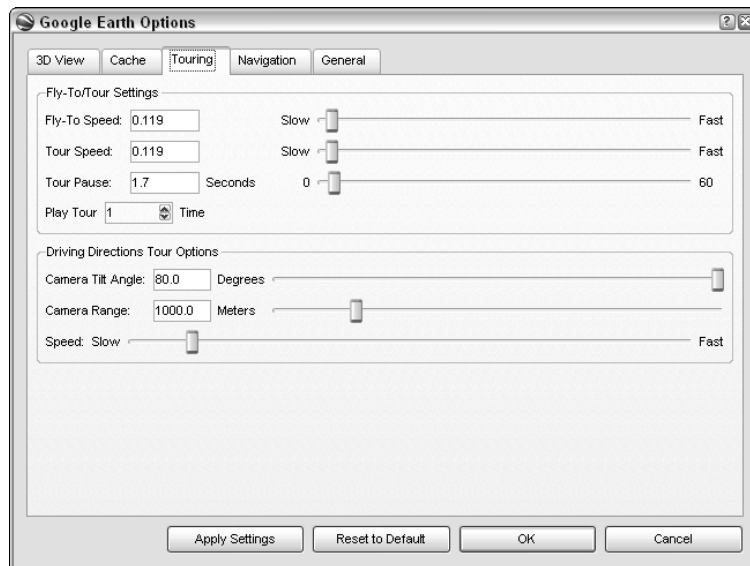 Google Earth Options
3D View Cache Touring Navigation General
Fly-To/Tour Settings
Fly-To Speed: 0.119 Slow Fast
Tour Speed: 0.119 Slow Fast
Tour Pause: 1.7 Seconds 0 60
Play Tour 1 Time
Driving Directions Tour Options
Camera Tilt Angle: 80.0 Degrees
Camera Range: 1000.0 Meters
Speed: Slow Fast
Apply Settings Reset to Default OK Cancel